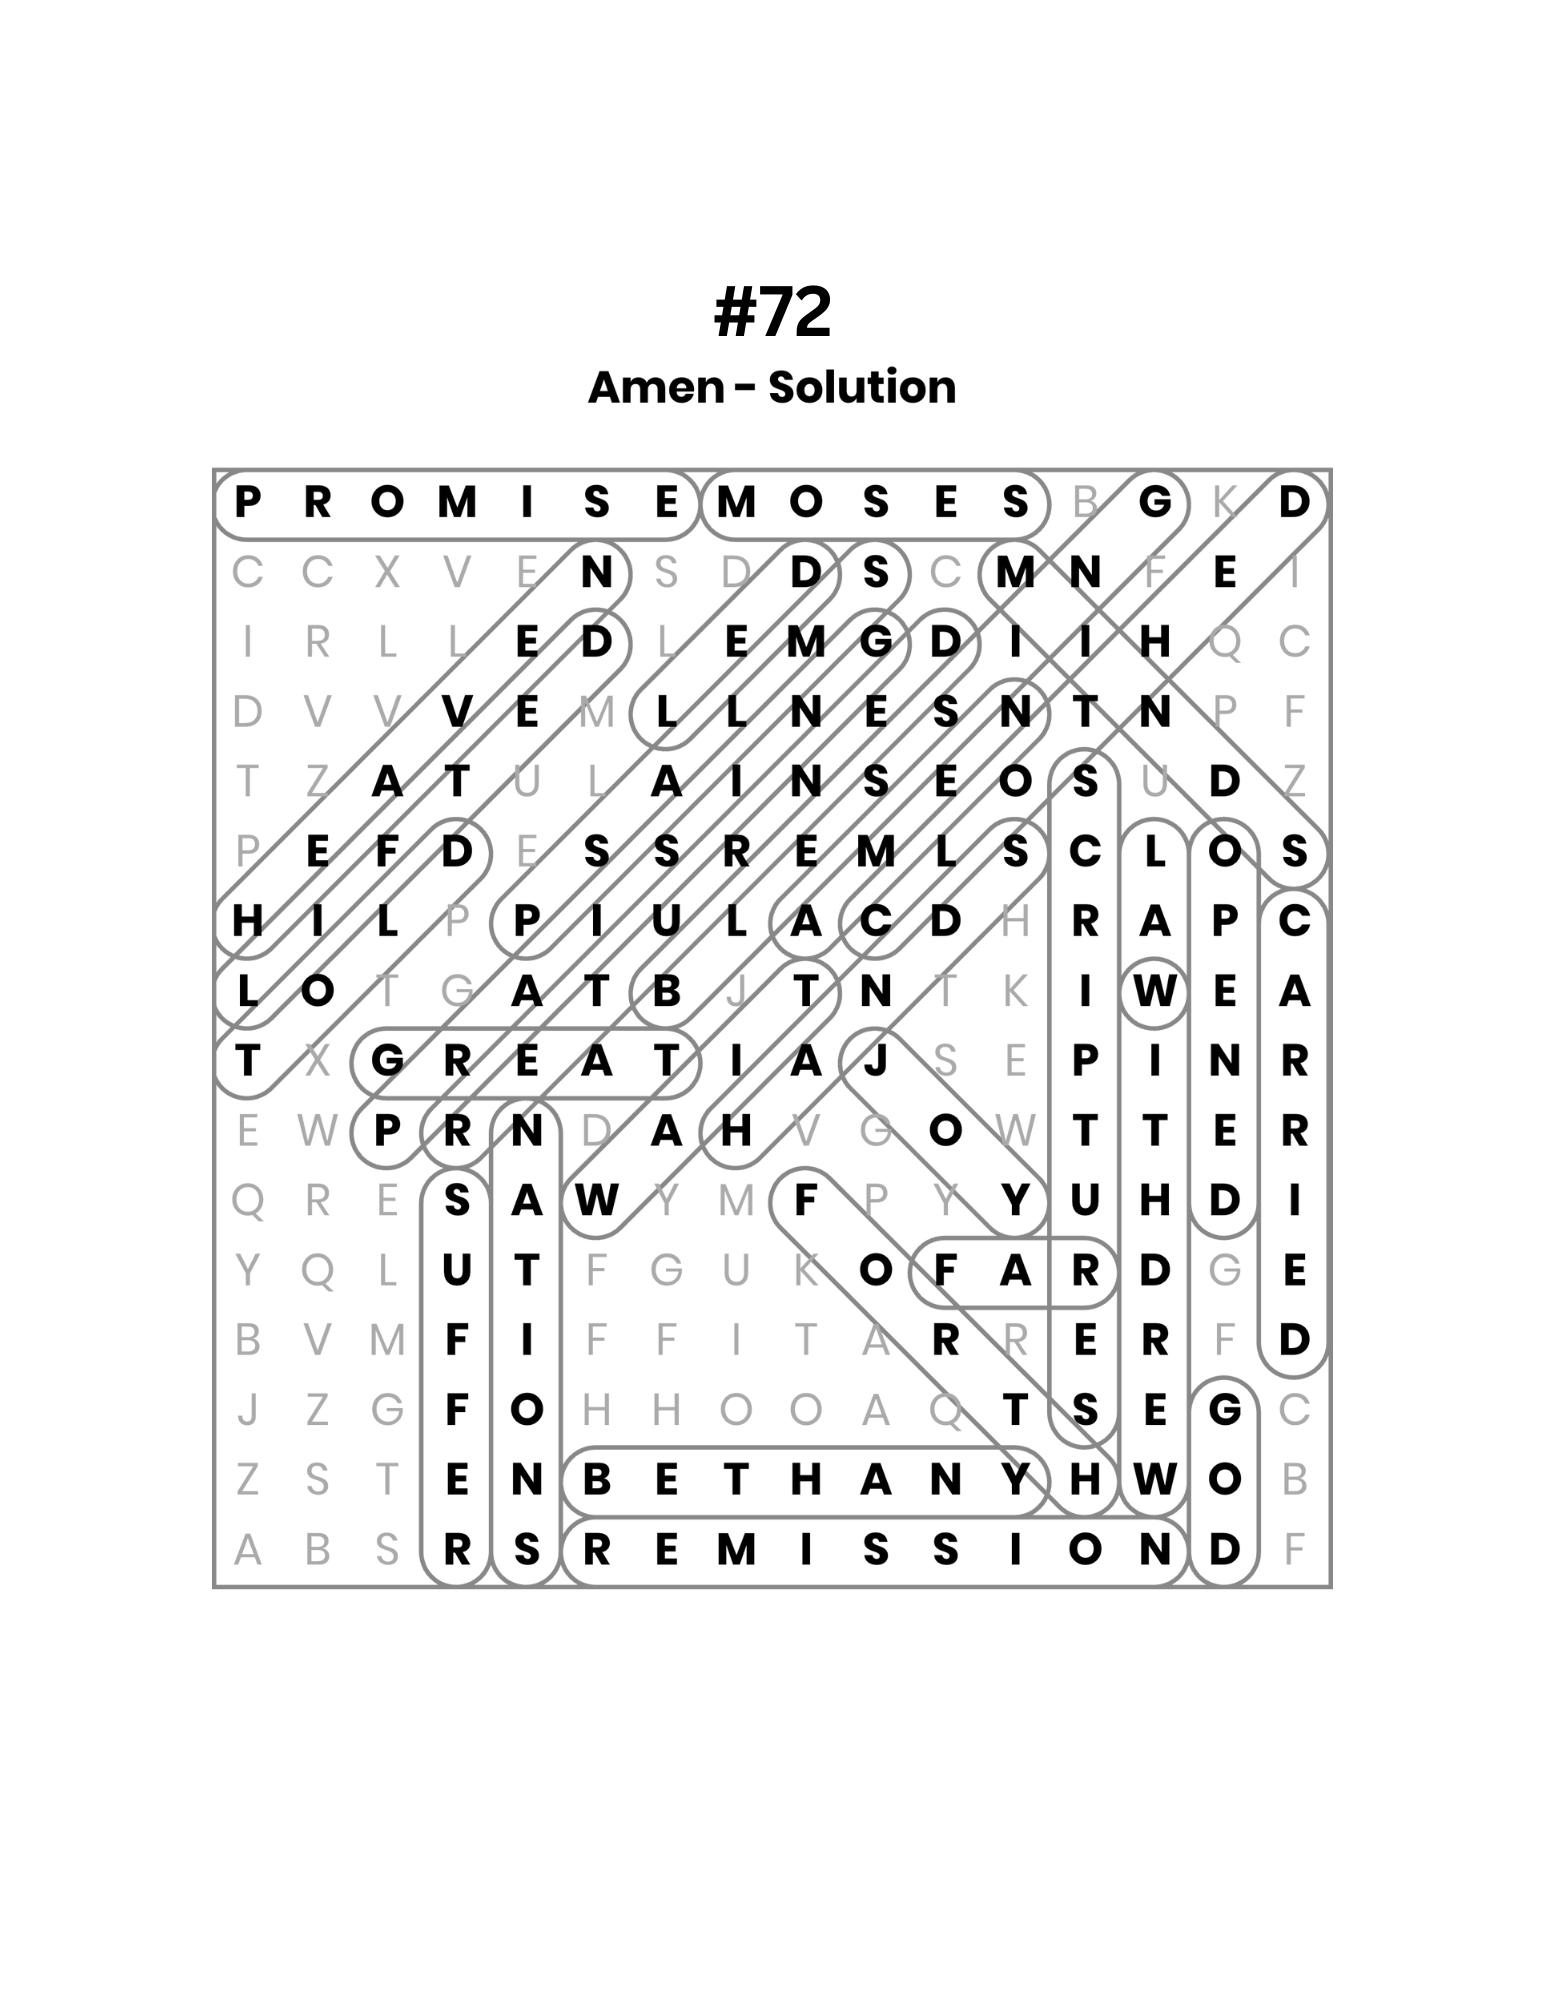 #72
Amen - Solution
P R O M I S E M O S E S B G K D
C C X V E N S D D S C M N F E I
I R L L E D L E M G D I I H Q C
D V V V E M L L N E S N T N P F
T Z A T U L A I N S E O S U D Z
P E F D E S S R E M L S C L O S
H I L P P I U L A C D H R A P C
L O T G A T B J T N T K I W E A
T X G R E A T I A J S E P I N R
E W P R N D A H V G O W T T E R
Q R E S A W Y M F P Y Y U H D I
Y Q L U T F G U K O F A R D G E
B V M F I F F I T A R R E R F D
J Z G F O H H O O A Q T S E G C
Z S T E N B E T H A N Y H W O B
A B S R S R E M I S S I O N D F